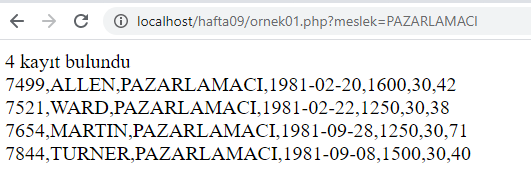 localhost/hafta09/ornek01.php?meslek=PAZARLAMACI
4 kayıt bulundu
7499,ALLEN,PAZARLAMACI,1981-02-20,1600,30,42
7521,WARD,PAZARLAMACI,1981-02-22,1250,30,38
7654,MARTIN,PAZARLAMACI,1981-09-28,1250,30,71
7844,TURNER,PAZARLAMACI,1981-09-08,1500,30,40